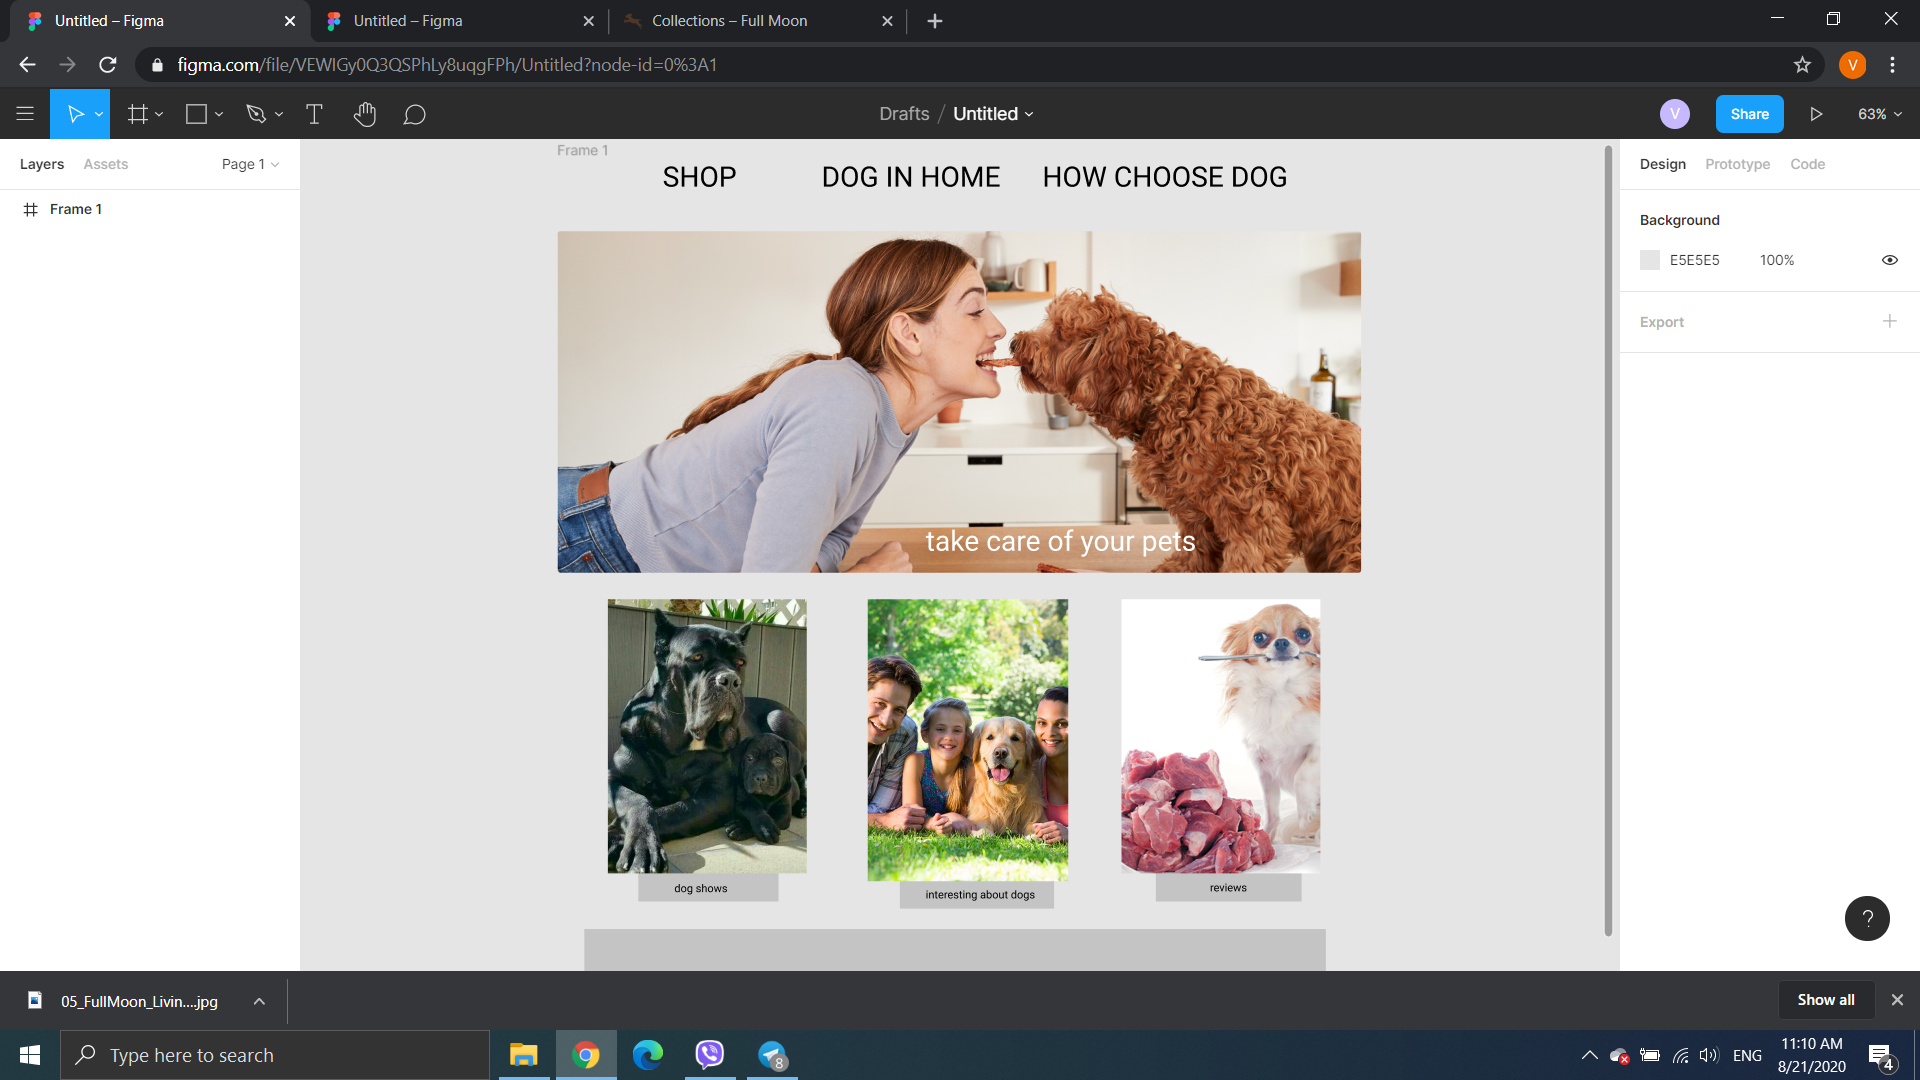 Untitled – Figma
Untitled – Figma
Collections – Full Moon
figma.com/file/VEWIGy0Q3QSPhLy8uqgFPh/Untitled?node-id=0%3A1
V
Drafts / Untitled
V
Share
63%
Layers
Assets
Page 1
Frame 1
Frame 1
SHOP
DOG IN HOME
HOW CHOOSE DOG
take care of your pets
dog shows
interesting about dogs
reviews
Design
Prototype
Code
Background
E5E5E5
100%
Export
?
05_FullMoon_Livin....jpg
Show all
Type here to search
8
ENG
11:10 AM
8/21/2020
4